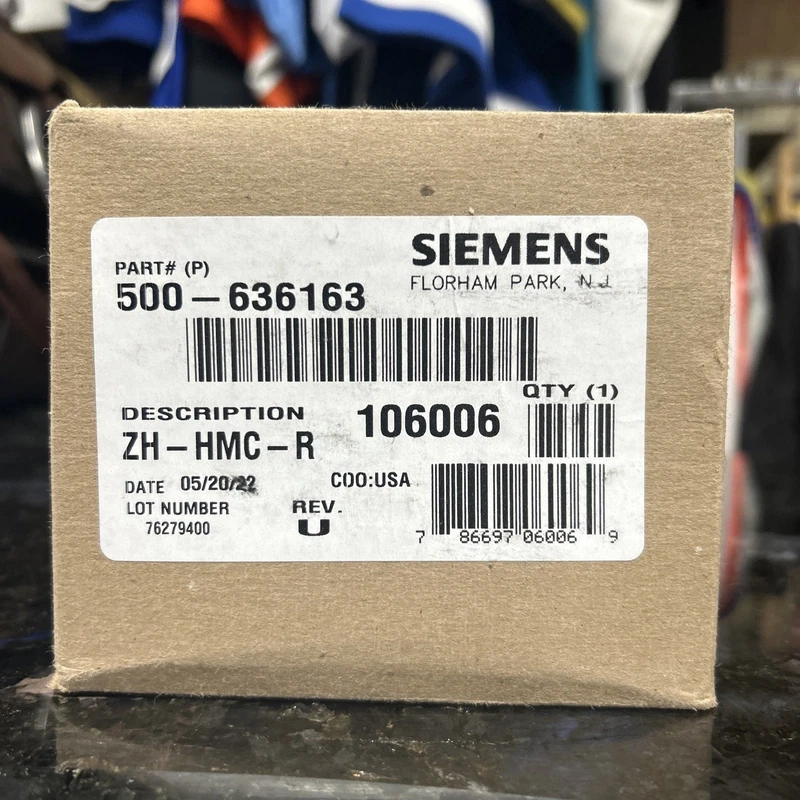 SIEMENS
FLORHAM PARK, NJ
PART# (P)
500-636163
QTY (1)
DESCRIPTION
106006
ZH-HMC-R
DATE 05/20/22
COO:USA
LOT NUMBER
76279400
REV.
U
7 86697 06006 9